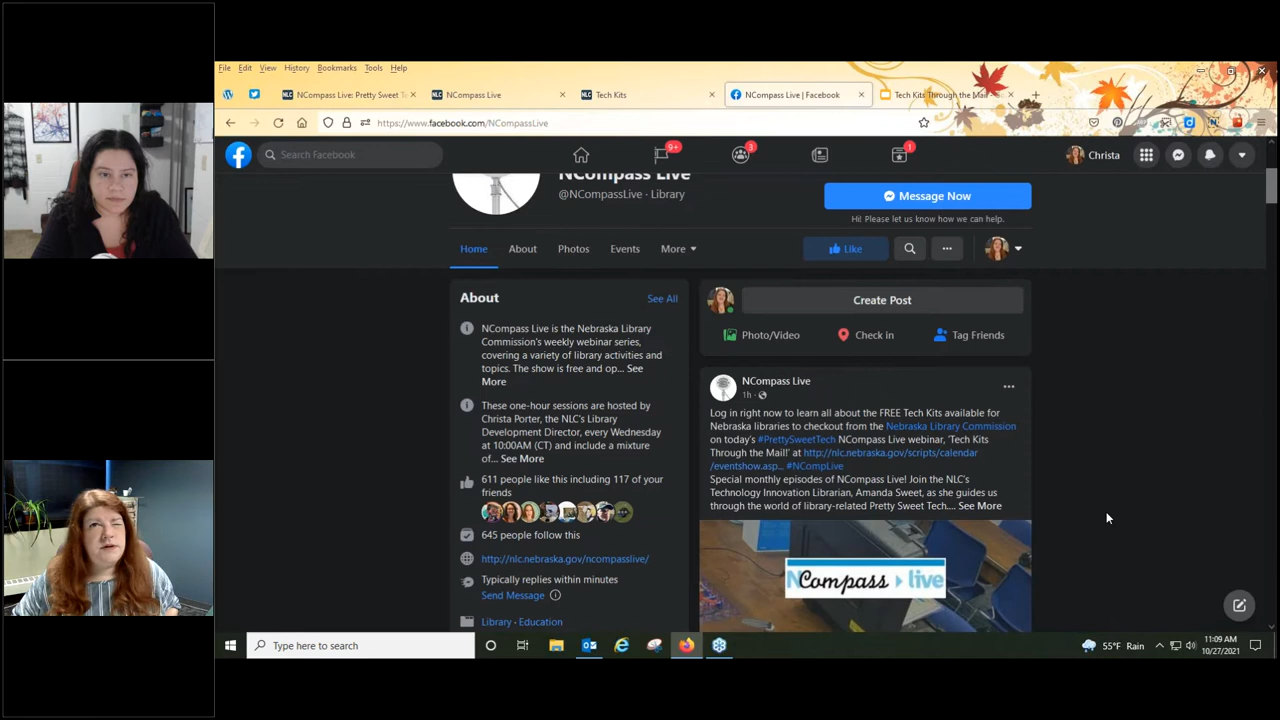 File Edit View History Bookmarks Tools Help
NLC NCompass Live: Pretty Sweet T
NLC NCompass Live
NLC Tech Kits
NCompass Live | Facebook
Tech Kits Through the Mail
https://www.facebook.com/NCompassLive
Search Facebook
9+
3
1
Christa
NCompass Live
@NCompassLive · Library
Message Now
Hi! Please let us know how we can help.
Home About Photos Events More
Like
About
See All
NCompass Live is the Nebraska Library
Commission's weekly webinar series,
covering a variety of library activities and
topics. The show is free and op... See
More
These one-hour sessions are hosted by
Christa Porter, the NLC's Library
Development Director, every Wednesday
at 10:00AM (CT) and include a mixture
of... See More
611 people like this including 117 of your
friends
645 people follow this
http://nlc.nebraska.gov/ncompasslive/
Typically replies within minutes
Send Message
Library · Education
Create Post
Photo/Video Check in Tag Friends
NCompass Live
1h ·
Log in right now to learn all about the FREE Tech Kits available for
Nebraska libraries to checkout from the Nebraska Library Commission
on today's #PrettySweetTech NCompass Live webinar, 'Tech Kits
Through the Mail!' at http://nlc.nebraska.gov/scripts/calendar
/eventshow.asp... #NCompLive
Special monthly episodes of NCompass Live! Join the NLC's
Technology Innovation Librarian, Amanda Sweet, as she guides us
through the world of library-related Pretty Sweet Tech.... See More
NCompass live
Type here to search
55°F Rain
11:09 AM
10/27/2021